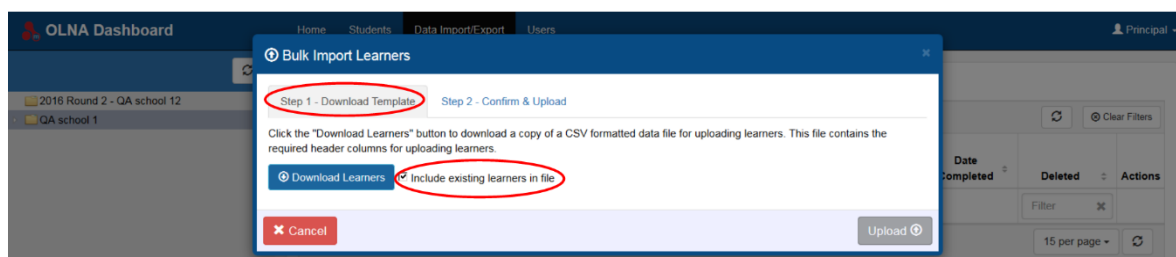 OLNA Dashboard
Home Students Data Import/Export Users
Principal
Bulk Import Learners
2016 Round 2 - QA school 12
QA school 1
Step 1 - Download Template Step 2 - Confirm & Upload
Click the "Download Learners" button to download a copy of a CSV formatted data file for uploading learners. This file contains the
required header columns for uploading learners.
Download Learners Include existing learners in file
Cancel Upload
Clear Filters
Date
Completed Deleted Actions
Filter
15 per page